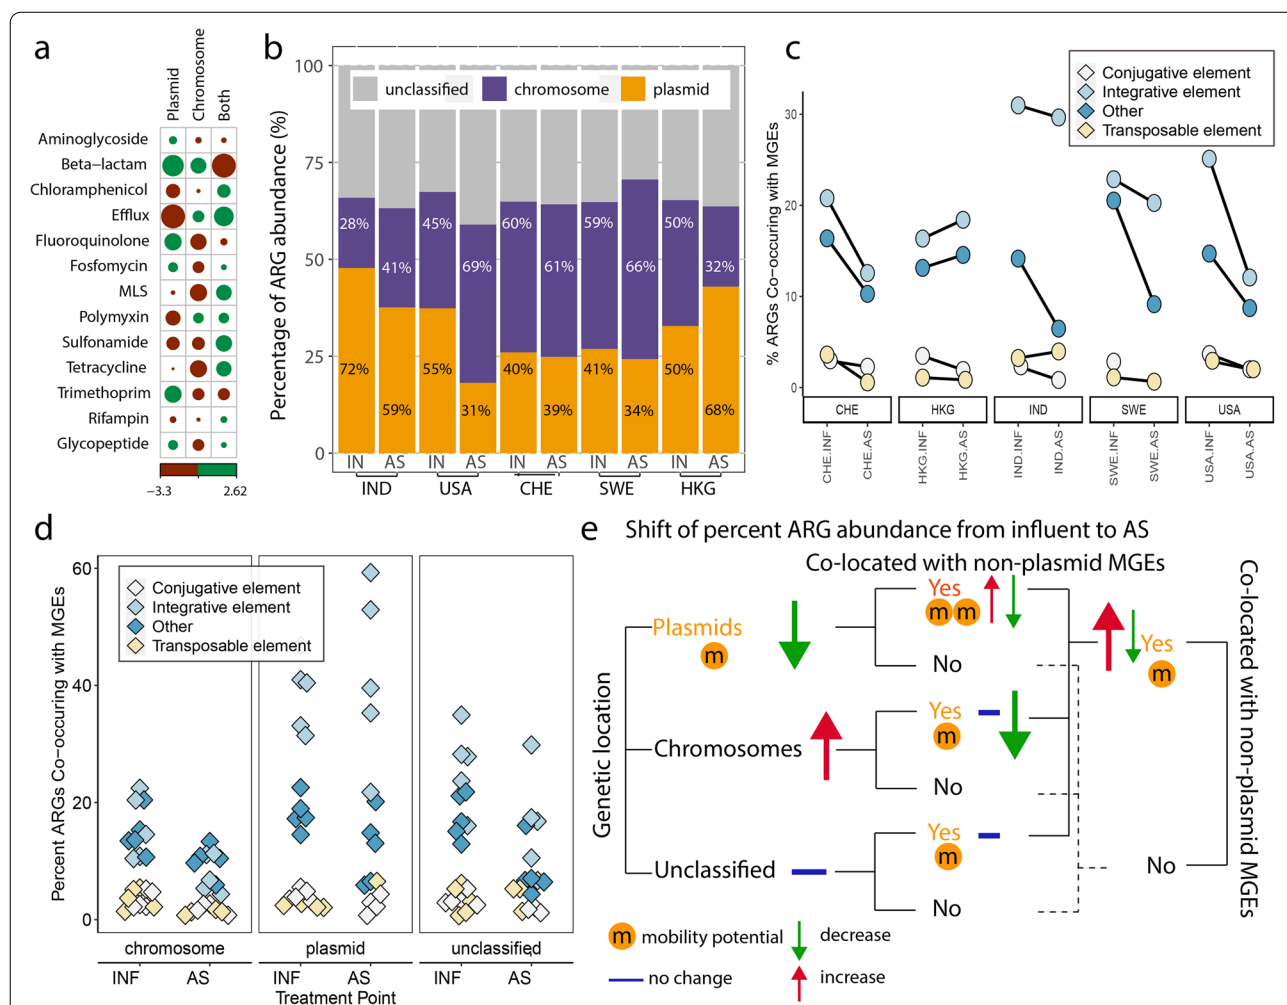 a
Plasmid
Chromosome
Both
Aminoglycoside
Beta−lactam
Chloramphenicol
Efflux
Fluoroquinolone
Fosfomycin
MLS
Polymyxin
Sulfonamide
Tetracycline
Trimethoprim
Rifampin
Glycopeptide
−3.3 2.62
b
Percentage of ARG abundance (%)
100
75
50
25
0
unclassified chromosome plasmid
28% 41% 45% 69% 60% 61% 59% 66% 50% 32%
72% 59% 55% 31% 40% 39% 41% 34% 50% 68%
IN AS IN AS IN AS IN AS IN AS
IND USA CHE SWE HKG
c
Conjugative element
Integrative element
Other
Transposable element
% ARGs Co−occuring with MGEs
30
20
10
0
CHE HKG IND SWE USA
CHE.INF
CHE.AS
HKG.INF
HKG.AS
IND.INF
IND.AS
SWE.INF
SWE.AS
USA.INF
USA.AS
d
Percent ARGs Co−occuring with MGEs
60
40
20
0
Conjugative element
Integrative element
Other
Transposable element
chromosome plasmid unclassified
INF AS INF AS INF AS
Treatment Point
e
Shift of percent ARG abundance from influent to AS
Co-located with non-plasmid MGEs
Genetic location
Plasmids
m
Yes
m m
No
Chromosomes
Yes
m
No
Unclassified
Yes
m
No
Yes
m
No
Co-located with non-plasmid MGEs
m mobility potential
decrease
no change
increase